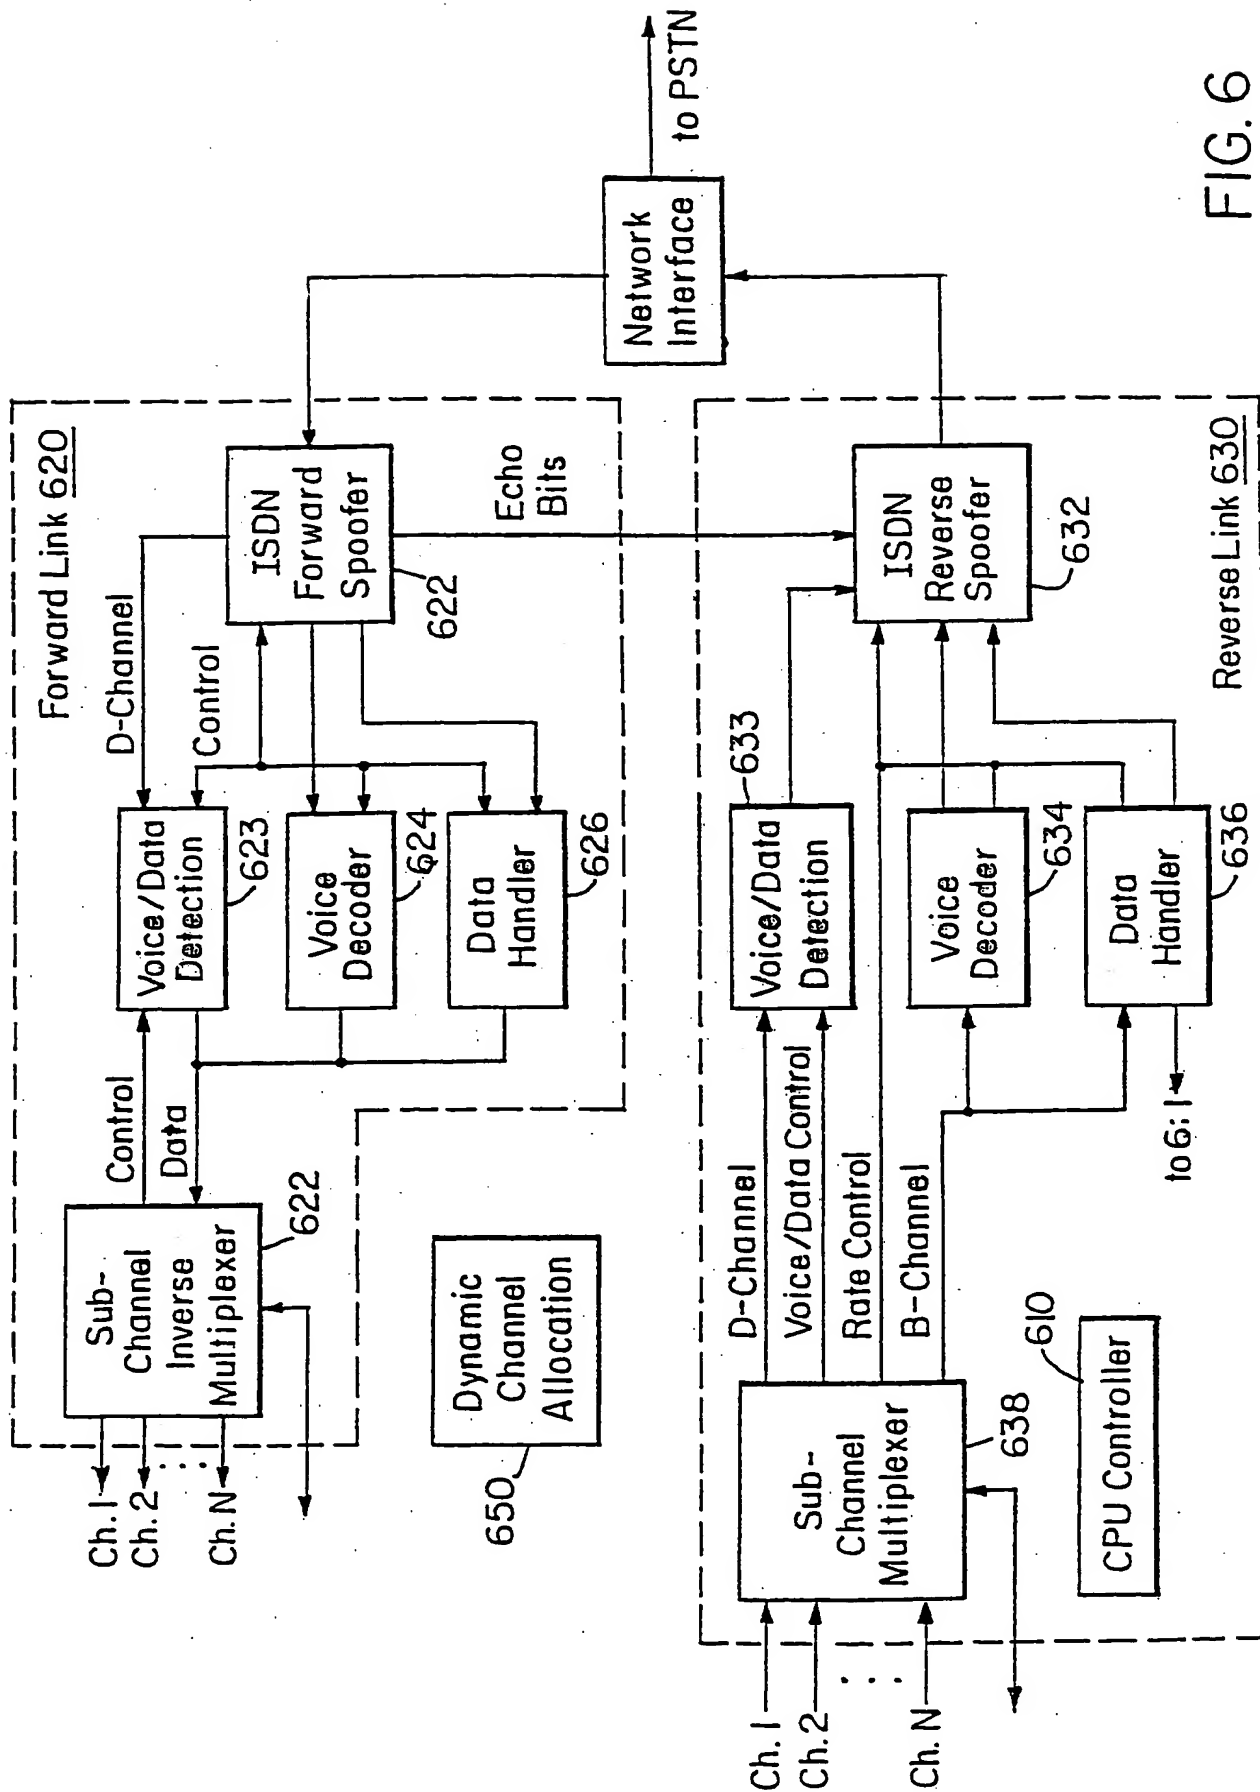 Forward Link 620
Ch. 1
Ch. 2
Ch. N
Sub-
Channel
Inverse
Multiplexer
622
Control
Data
Voice/Data
Detection
623
Voice
Decoder
624
Data
Handler
626
D-Channel
Control
ISDN
Forward
Spoofer
622
Echo
Bits
Network
Interface
to PSTN
Dynamic
Channel
Allocation
650
Ch. 1
Ch. 2
Ch. N
Sub-
Channel
Multiplexer
638
D-Channel
Voice/Data Control
Rate Control
B-Channel
Voice/Data
Detection
633
Voice
Decoder
634
Data
Handler
636
to 6:1
ISDN
Reverse
Spoofer
632
CPU Controller
610
Reverse Link 630
FIG. 6